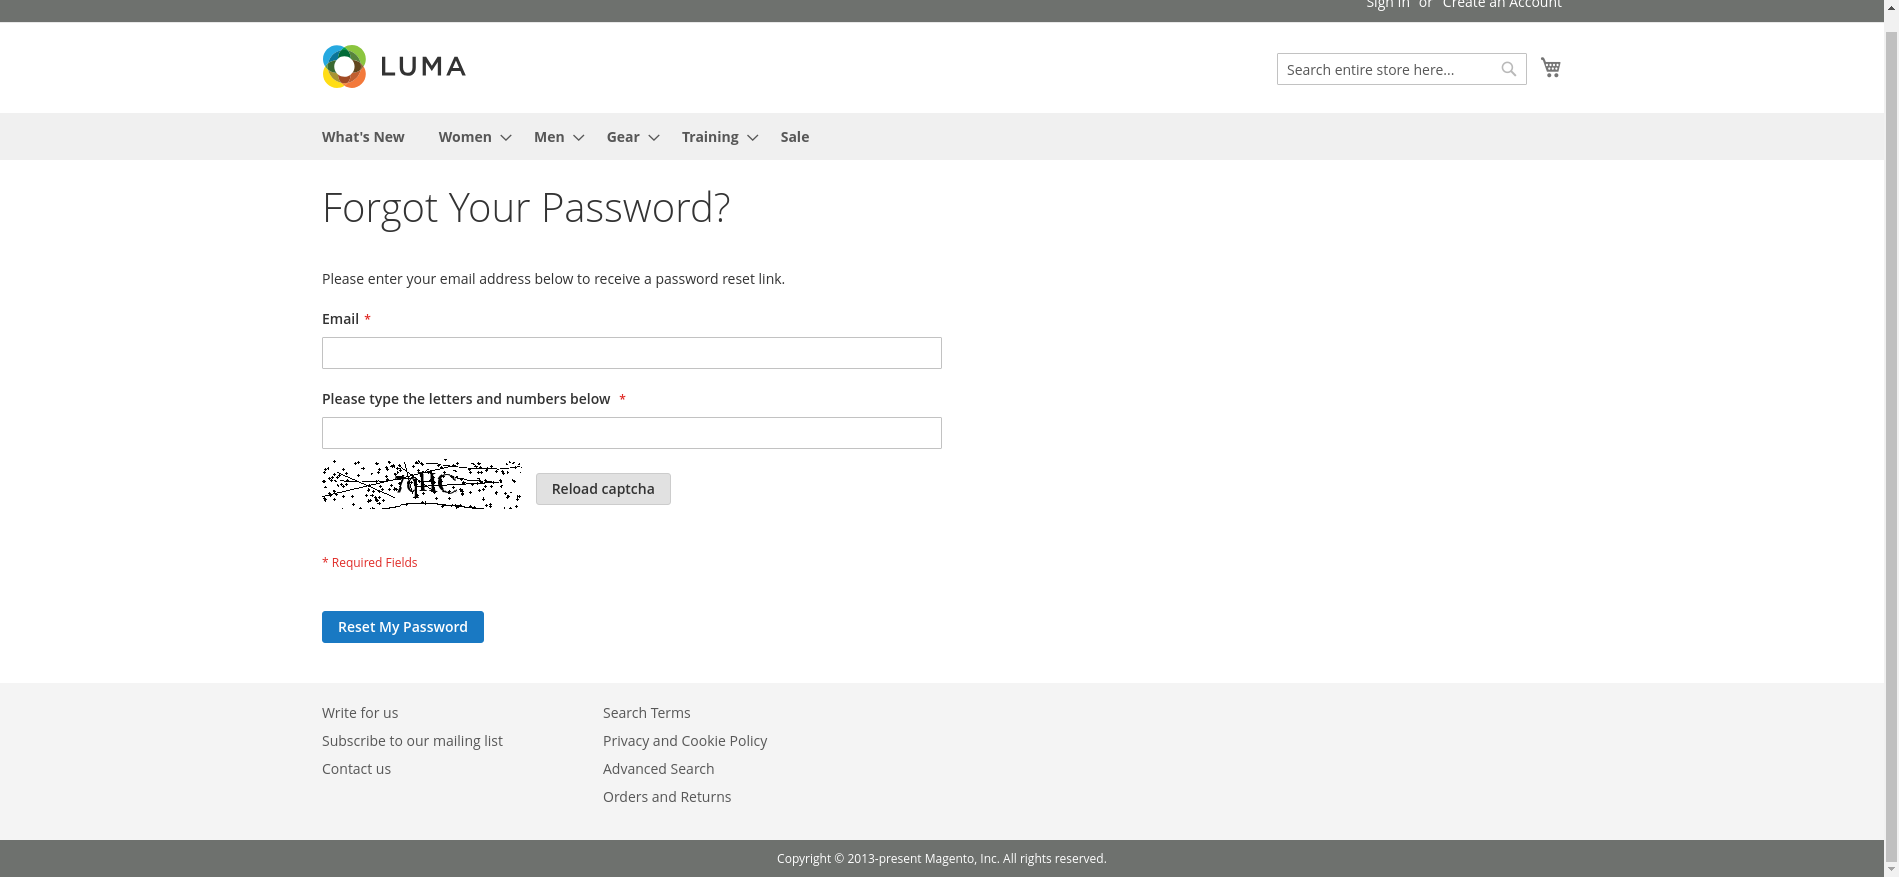 Sign In or Create an Account
LUMA
Search entire store here...
What's New Women Men Gear Training Sale
Forgot Your Password?
Please enter your email address below to receive a password reset link.
Email *
Please type the letters and numbers below *
Reload captcha
* Required Fields
Reset My Password
Write for us
Subscribe to our mailing list
Contact us
Search Terms
Privacy and Cookie Policy
Advanced Search
Orders and Returns
Copyright © 2013-present Magento, Inc. All rights reserved.